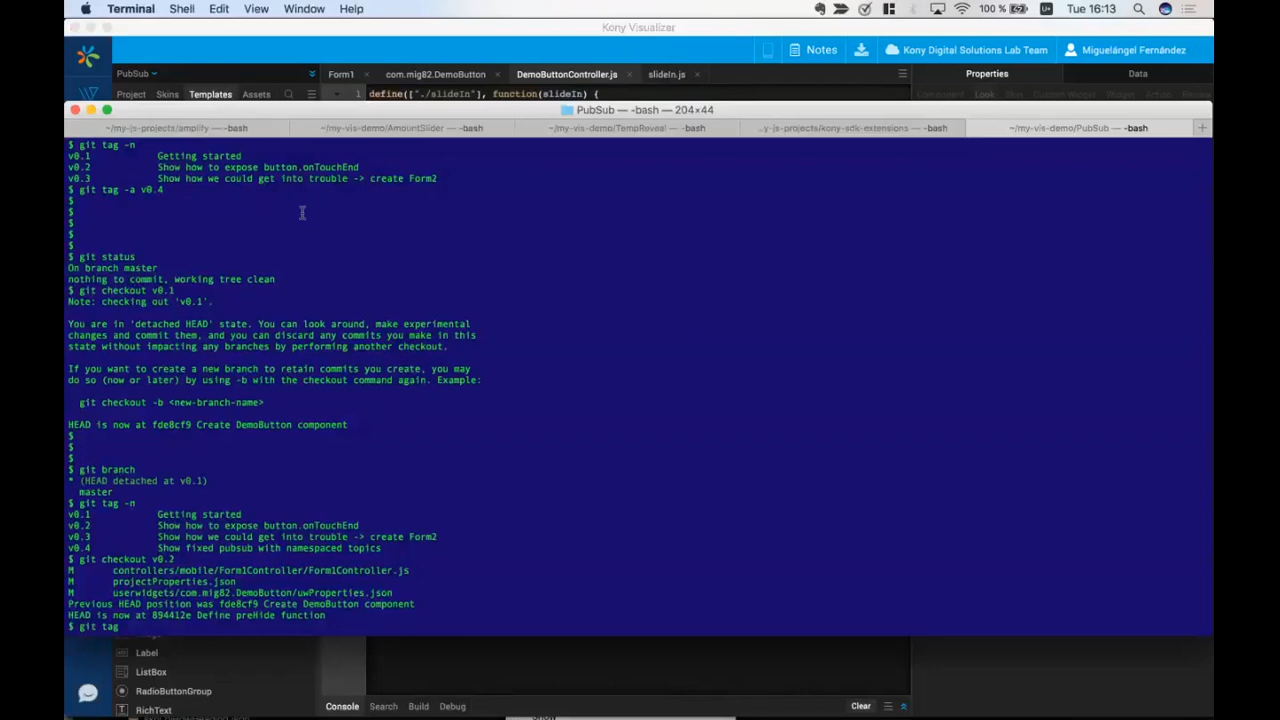 Terminal Shell Edit View Window Help 100 % Tue 16:13
Kony Visualizer
Notes Kony Digital Solutions Lab Team Miguelángel Fernández
PubSub Form1 com.mig82.DemoButton DemoButtonController.js slideIn.js Properties Data
Project Skins Templates Assets 1 define(["./slideIn"], function(slideIn) {
PubSub — -bash — 204×44
~/my-js-projects/amplify — -bash ~/my-vis-demo/AmountSlider — -bash ~/my-vis-demo/TempReveal — -bash …y-js-projects/kony-sdk-extensions — -bash ~/my-vis-demo/PubSub — -bash
$ git tag -n
v0.1 Getting started
v0.2 Show how to expose button.onTouchEnd
v0.3 Show how we could get into trouble -> create Form2
$ git tag -a v0.4
$
$
$
$
$
$ git status
On branch master
nothing to commit, working tree clean
$ git checkout v0.1
Note: checking out 'v0.1'.
You are in 'detached HEAD' state. You can look around, make experimental
changes and commit them, and you can discard any commits you make in this
state without impacting any branches by performing another checkout.
If you want to create a new branch to retain commits you create, you may
do so (now or later) by using -b with the checkout command again. Example:
git checkout -b <new-branch-name>
HEAD is now at fde8cf9 Create DemoButton component
$
$
$
$ git branch
* (HEAD detached at v0.1)
master
$ git tag -n
v0.1 Getting started
v0.2 Show how to expose button.onTouchEnd
v0.3 Show how we could get into trouble -> create Form2
v0.4 Show fixed pubsub with namespaced topics
$ git checkout v0.2
M controllers/mobile/Form1Controller/Form1Controller.js
M projectProperties.json
M userwidgets/com.mig82.DemoButton/uwProperties.json
Previous HEAD position was fde8cf9 Create DemoButton component
HEAD is now at 894412e Define preHide function
$ git tag
Label
ListBox
RadioButtonGroup
RichText
Console Search Build Debug Clear